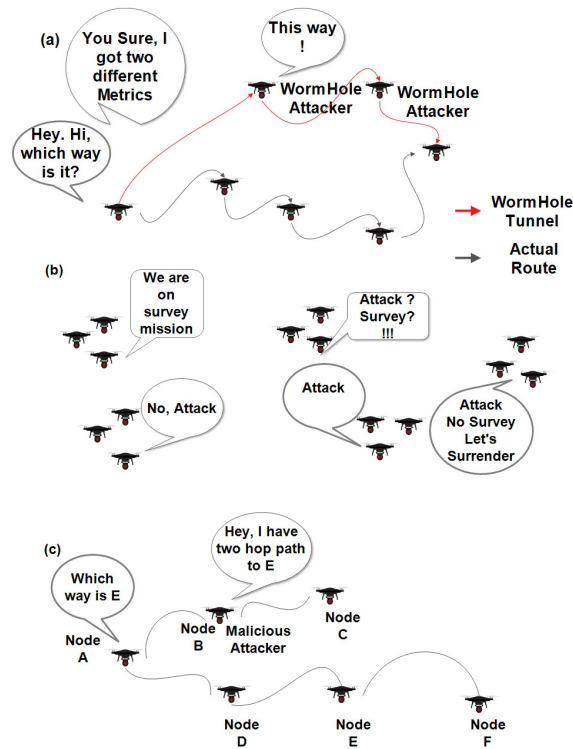 (a)
You Sure, I
got two
different
Metrics
This way
!
WormHole
Attacker
WormHole
Attacker
Hey. Hi,
which way
is it?
WormHole
Tunnel
Actual
Route
(b)
We are
on
survey
mission
No, Attack
Attack ?
Survey?
!!!
Attack
Attack
No Survey
Let's
Surrender
(c)
Hey, I have
two hop path
to E
Which
way is E
Node
A
Node
B
Malicious
Attacker
Node
C
Node
D
Node
E
Node
F